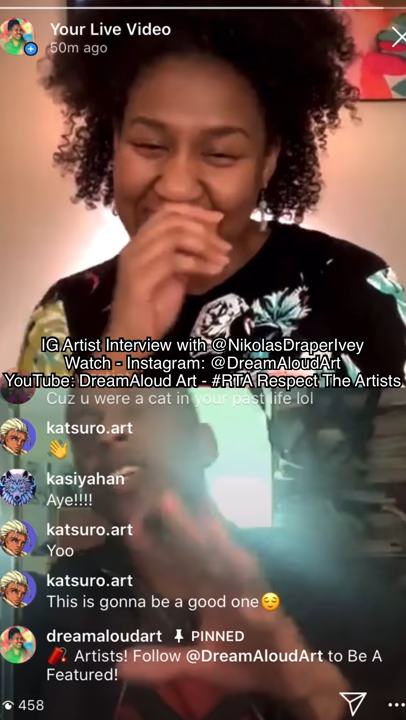 Your Live Video
50m ago
IG Artist Interview with @NikolasDraperIvey
Watch - Instagram: @DreamAloudArt
YouTube: DreamAloud Art - #RTA Respect The Artists
Cuz u were a cat in your past life lol
katsuro.art
👋
kasiyahan
Aye!!!!
katsuro.art
Yoo
katsuro.art
This is gonna be a good one😌
dreamaloudart PINNED
🧨 Artists! Follow @DreamAloudArt to Be A
Featured!
458